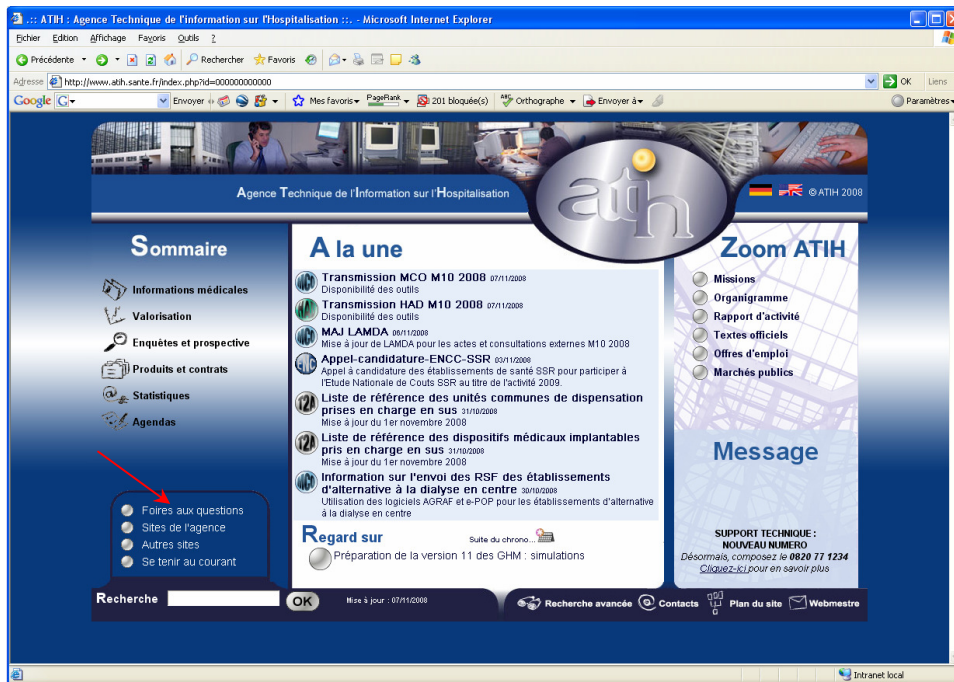 .:: ATIH : Agence Technique de l'information sur l'Hospitalisation ::. - Microsoft Internet Explorer
Fichier Edition Affichage Favoris Outils ?
Précédente Rechercher Favoris
Adresse http://www.atih.sante.fr/index.php?id=000000000000 OK Liens
Google G Envoyer Mes favoris PageRank 201 bloquée(s) ABC Orthographe Envoyer à Paramètres
atih
Agence Technique de l'Information sur l'Hospitalisation
© ATIH 2008
Sommaire
Informations médicales
Valorisation
Enquêtes et prospective
Produits et contrats
Statistiques
Agendas
Foires aux questions
Sites de l'agence
Autres sites
Se tenir au courant
A la une
MCO Transmission MCO M10 2008 07/11/2008
Disponibilité des outils
HAD Transmission HAD M10 2008 07/11/2008
Disponibilité des outils
MCO MAJ LAMDA 06/11/2008
Mise à jour de LAMDA pour les actes et consultations externes M10 2008
ENC Appel-candidature-ENCC-SSR 03/11/2008
Appel à candidature des établissements de santé SSR pour participer à
l'Etude Nationale de Couts SSR au titre de l'activité 2009.
T2A Liste de référence des unités communes de dispensation
prises en charge en sus 31/10/2008
Mise à jour du 1er novembre 2008
T2A Liste de référence des dispositifs médicaux implantables
pris en charge en sus 31/10/2008
Mise à jour du 1er novembre 2008
MCO Information sur l'envoi des RSF des établissements
d'alternative à la dialyse en centre 30/10/2008
Utilisation des logiciels AGRAF et e-POP pour les établissements d'alternative
à la dialyse en centre
Regard sur
Suite du chrono...
Préparation de la version 11 des GHM : simulations
Zoom ATIH
Missions
Organigramme
Rapport d'activité
Textes officiels
Offres d'emploi
Marchés publics
Message
SUPPORT TECHNIQUE :
NOUVEAU NUMERO
Désormais, composez le 0820 77 1234
Cliquez-ici pour en savoir plus
Recherche OK Mise à jour : 07/11/2008 Recherche avancée Contacts Plan du site Webmestre
Intranet local